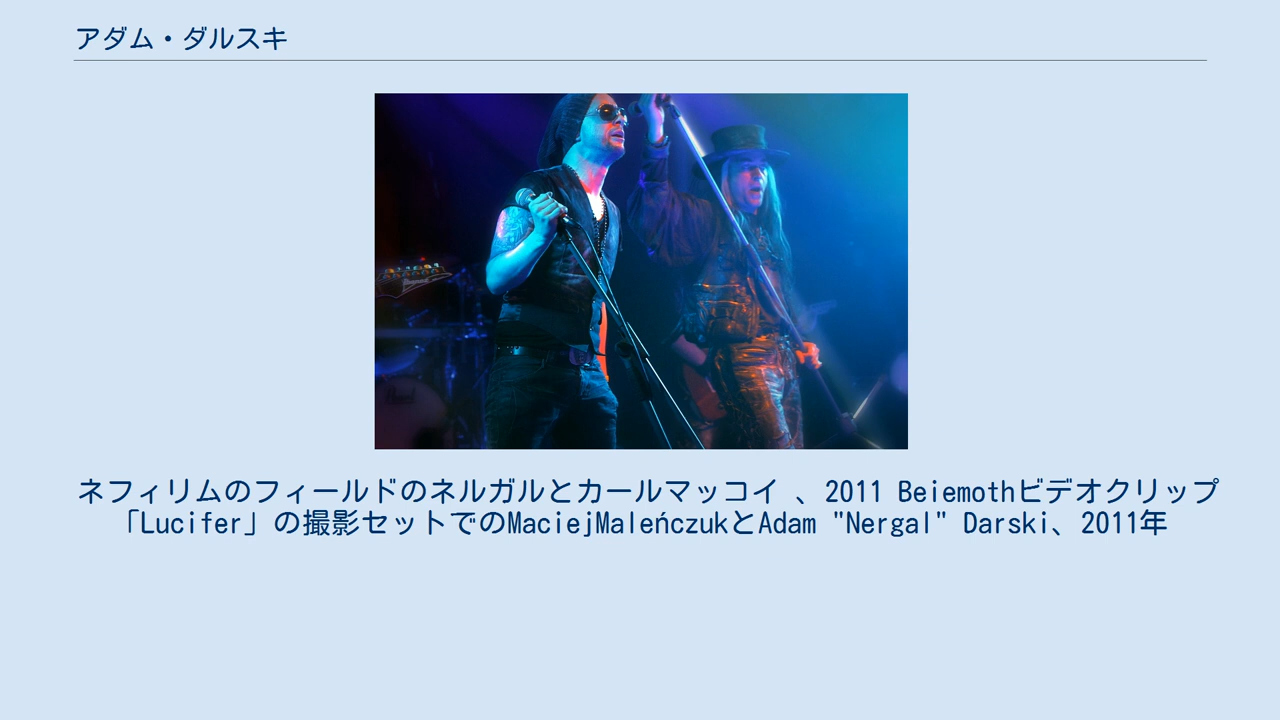 アダム・ダルスキ
ネフィリムのフィールドのネルガルとカールマッコイ 、2011 Beiemothビデオクリップ
「Lucifer」の撮影セットでのMaciejMaleńczukとAdam "Nergal" Darski、2011年